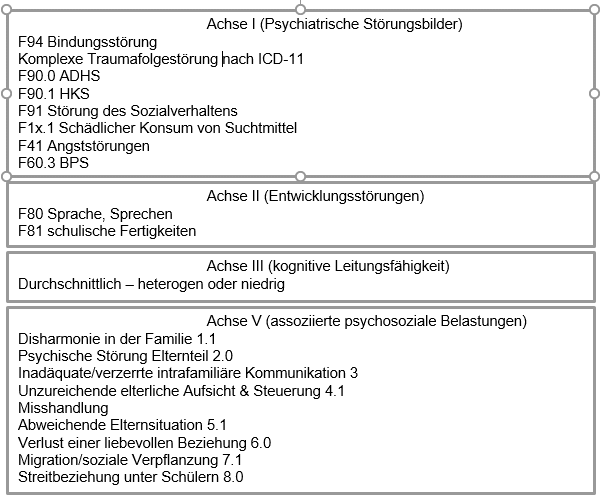 Achse I (Psychiatrische Störungsbilder)
F94 Bindungsstörung
Komplexe Traumafolgestörung nach ICD-11
F90.0 ADHS
F90.1 HKS
F91 Störung des Sozialverhaltens
F1x.1 Schädlicher Konsum von Suchtmittel
F41 Angststörungen
F60.3 BPS
Achse II (Entwicklungsstörungen)
F80 Sprache, Sprechen
F81 schulische Fertigkeiten
Achse III (kognitive Leitungsfähigkeit)
Durchschnittlich – heterogen oder niedrig
Achse V (assoziierte psychosoziale Belastungen)
Disharmonie in der Familie 1.1
Psychische Störung Elternteil 2.0
Inadäquate/verzerrte intrafamiliäre Kommunikation 3
Unzureichende elterliche Aufsicht & Steuerung 4.1
Misshandlung
Abweichende Elternsituation 5.1
Verlust einer liebevollen Beziehung 6.0
Migration/soziale Verpflanzung 7.1
Streitbeziehung unter Schülern 8.0